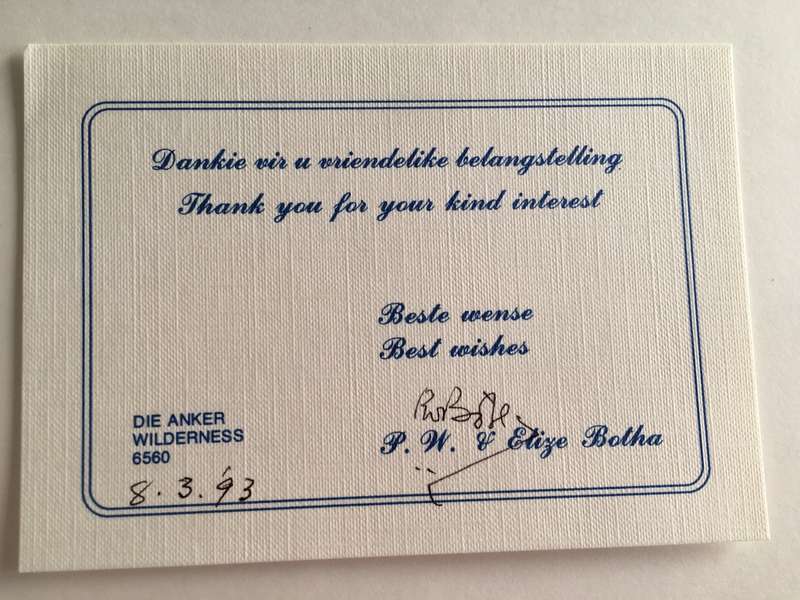 Dankie vir u vriendelike belangstelling
Thank you for your kind interest
Beste wense
Best wishes
PWBotha
P. W. & Elize Botha
DIE ANKER
WILDERNESS
6560
8.3.'93